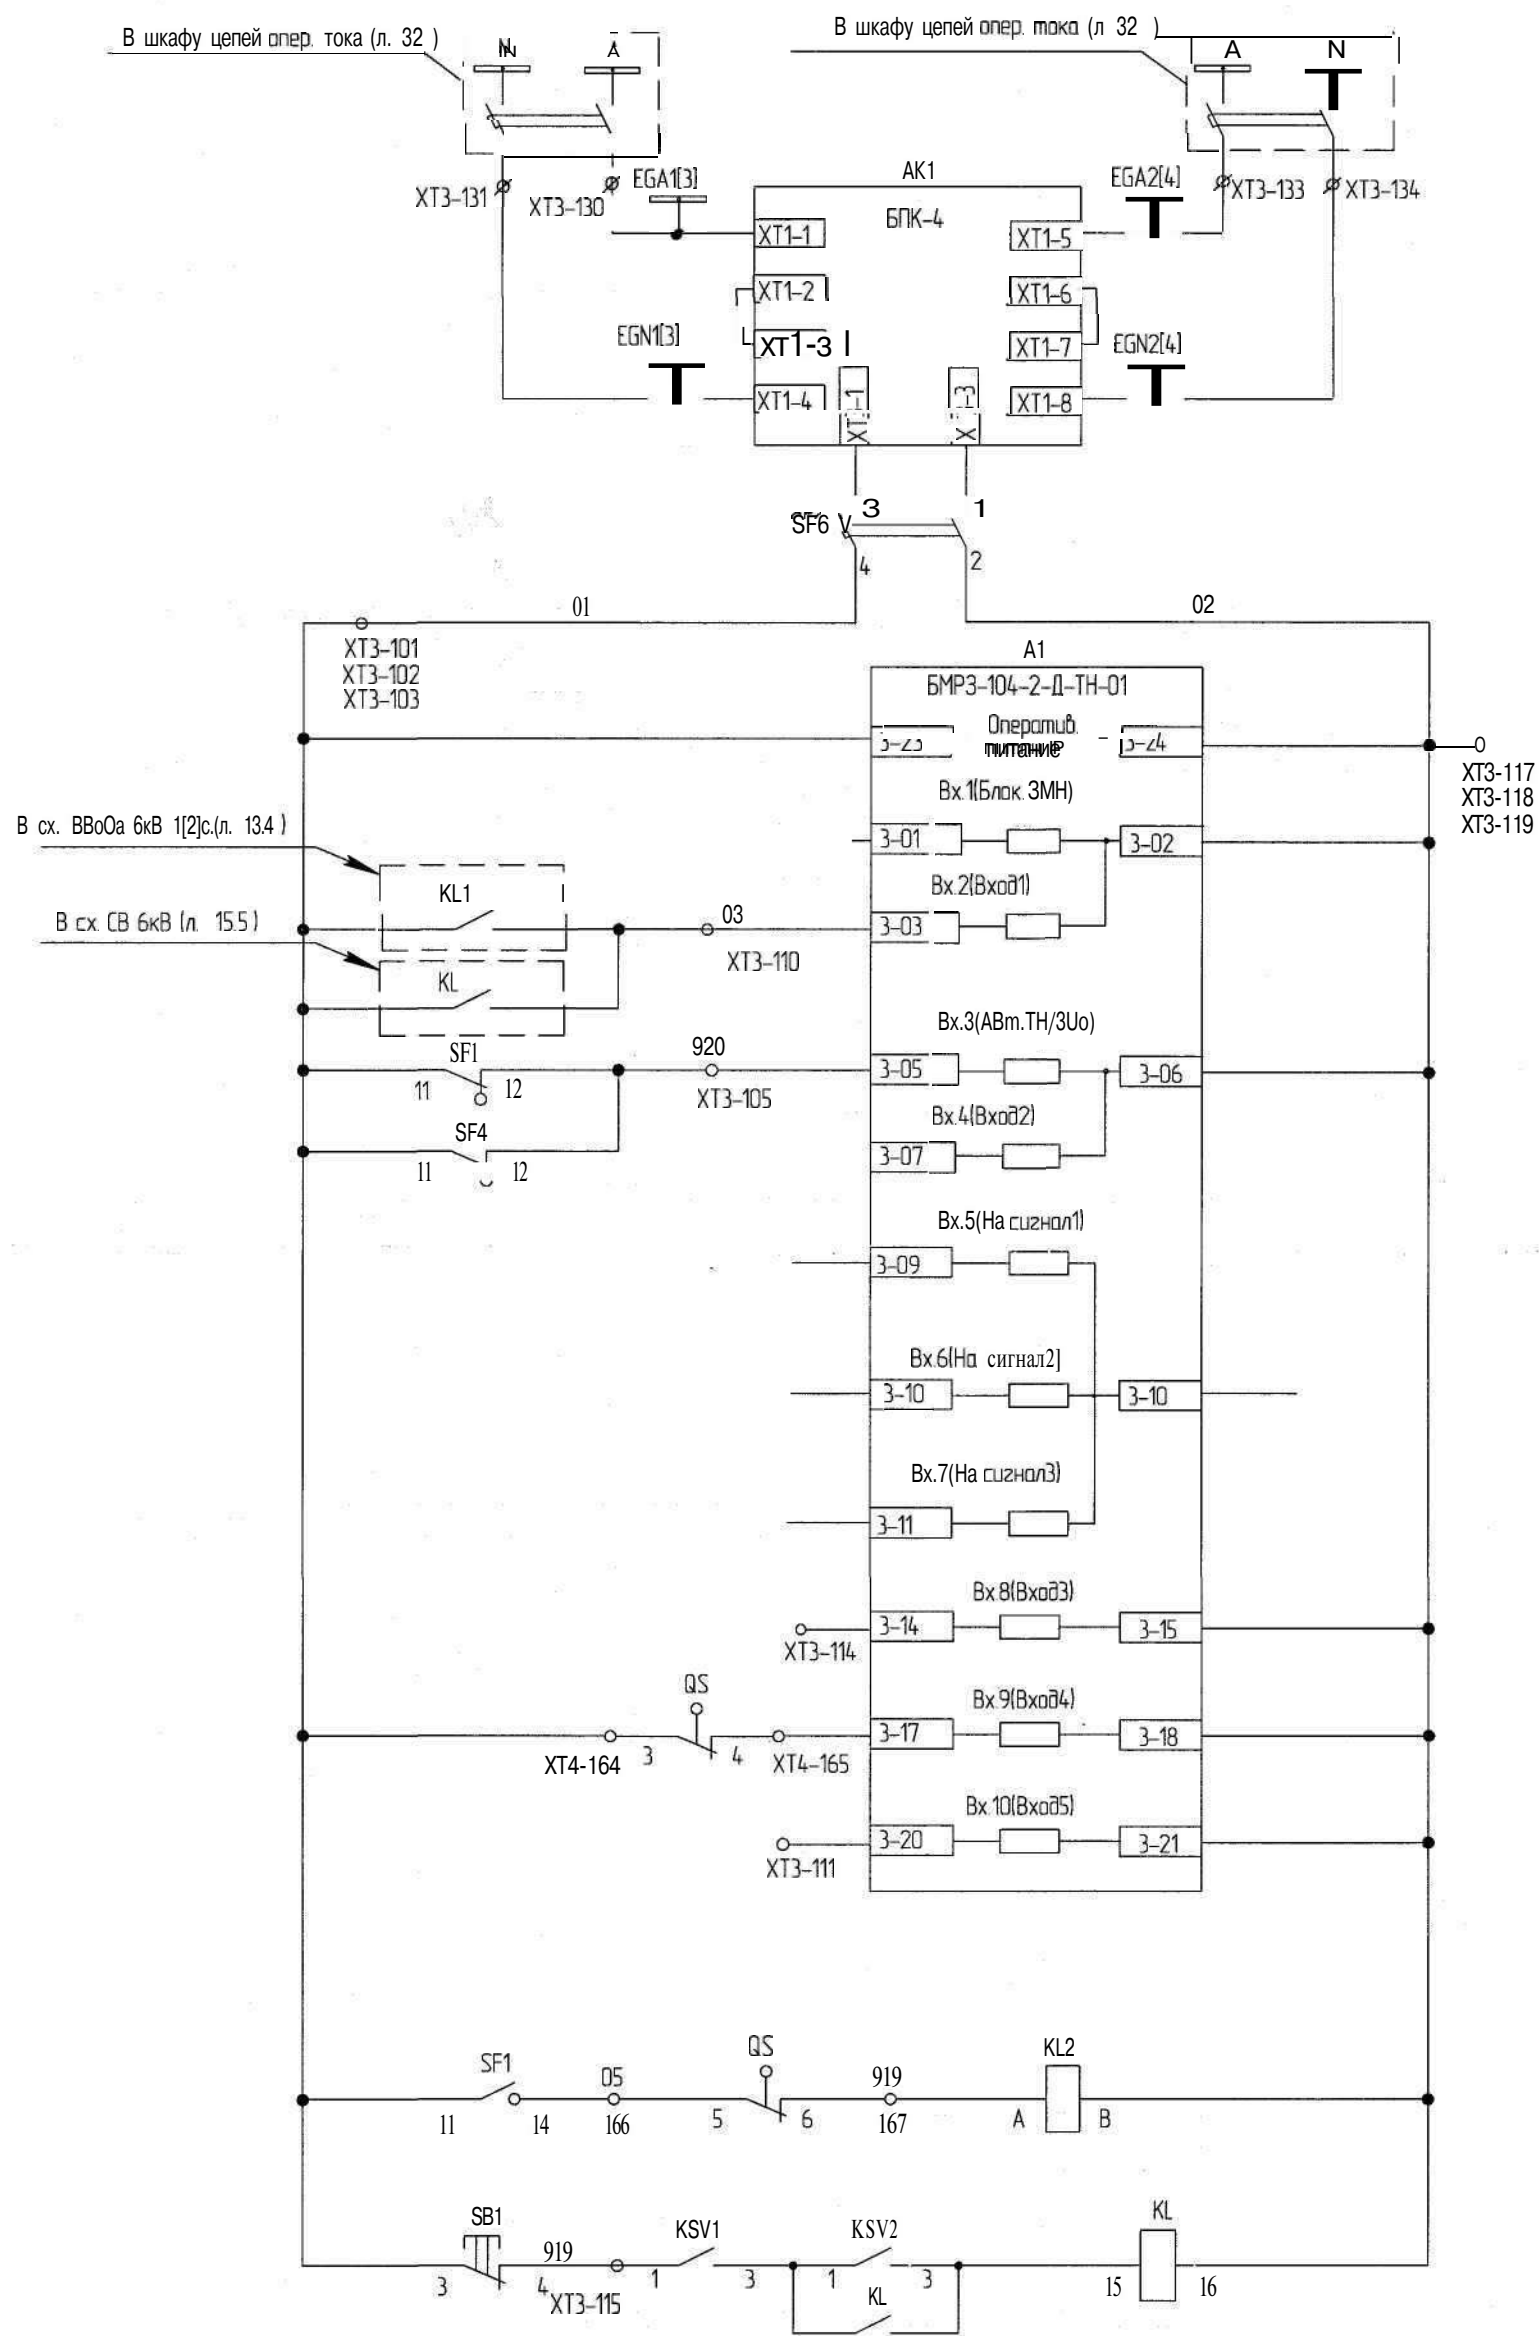 В шкафу цепей опер. тока (л. 32 )
В шкафу цепей опер. тока (л 32 )
A
A
N
XT3-131
XT3-130
EGA1[3]
AK1
БПК-4
EGA2[4]
XT3-133
XT3-134
XT1-1
XT1-5
XT1-2
XT1-6
EGN1[3]
XT1-3
XT1-7
EGN2[4]
XT1-4
XT1-8
SF6
3
1
4
2
01
02
XT3-101
XT3-102
XT3-103
A1
БМРЗ-104-2-Д-ТН-01
Оператив.
питание
3-23
3-24
XT3-117
XT3-118
XT3-119
Вх.1(Блок. ЗМН)
3-01
3-02
В сх. ВВоОа 6кВ 1[2]с.(л. 13.4 )
KL1
Вх.2(Вход1)
В сх. СВ 6кВ (л. 15.5 )
03
3-03
XT3-110
KL
Вх.3(АВт.ТН/3Uo)
SF1
920
11
12
XT3-105
3-05
3-06
Вх.4(Вход2)
SF4
11
12
3-07
Вх.5(На сигнал1)
3-09
Вх.6(На сигнал2]
3-10
3-10
Вх.7(На сигнал3)
3-11
Вх.8(Вход3)
3-14
3-15
XT3-114
QS
Вх.9(Вход4)
3-17
3-18
XT4-164
3
4
XT4-165
Вх.10(Вход5)
3-20
3-21
XT3-111
SF1
05
QS
919
KL2
11
14
166
5
6
167
A
B
SB1
919
KSV1
KSV2
KL
3
4
XT3-115
1
3
1
3
15
16
KL